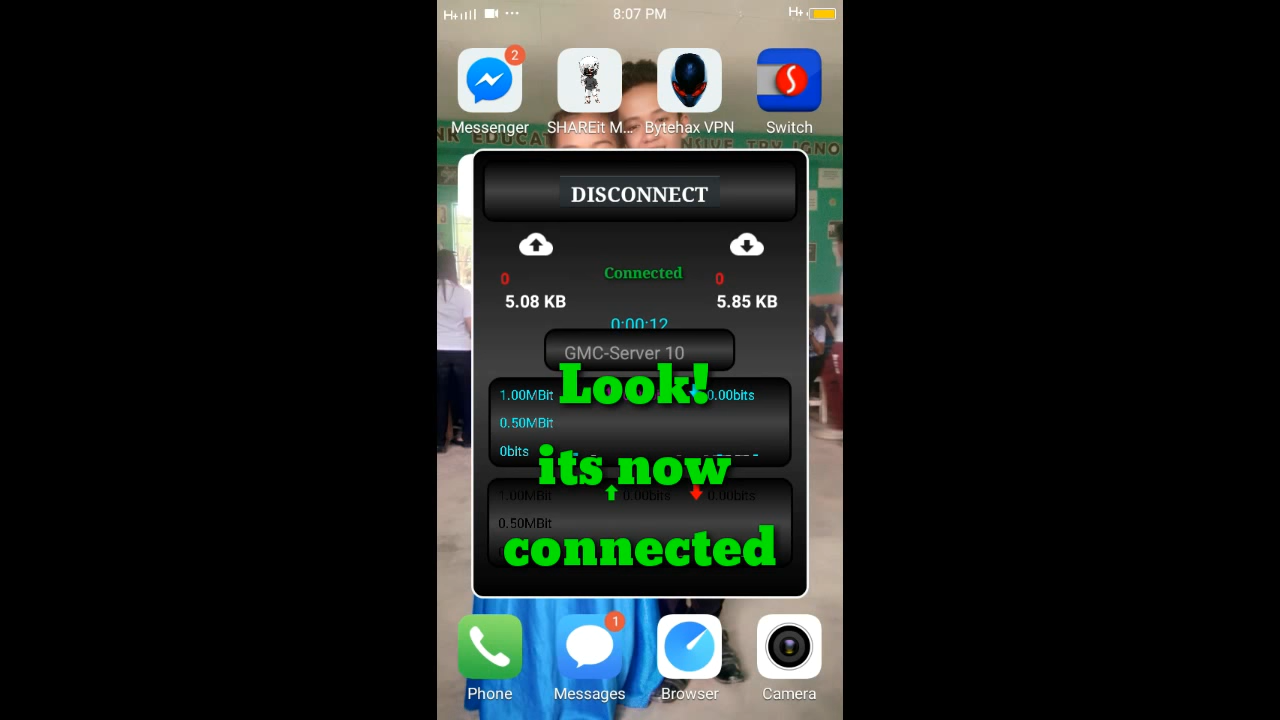 8:07 PM
H+
H+
2
Messenger
SHAREit M...
Bytehax VPN
Switch
DISCONNECT
Connected
0
0
5.08 KB
5.85 KB
0:00:12
GMC-Server 10
Look!
1.00MBit
0.00bits
0.50MBit
0bits
its now
1.00MBit
0.00bits
0.00bits
0.50MBit
connected
1
Phone
Messages
Browser
Camera